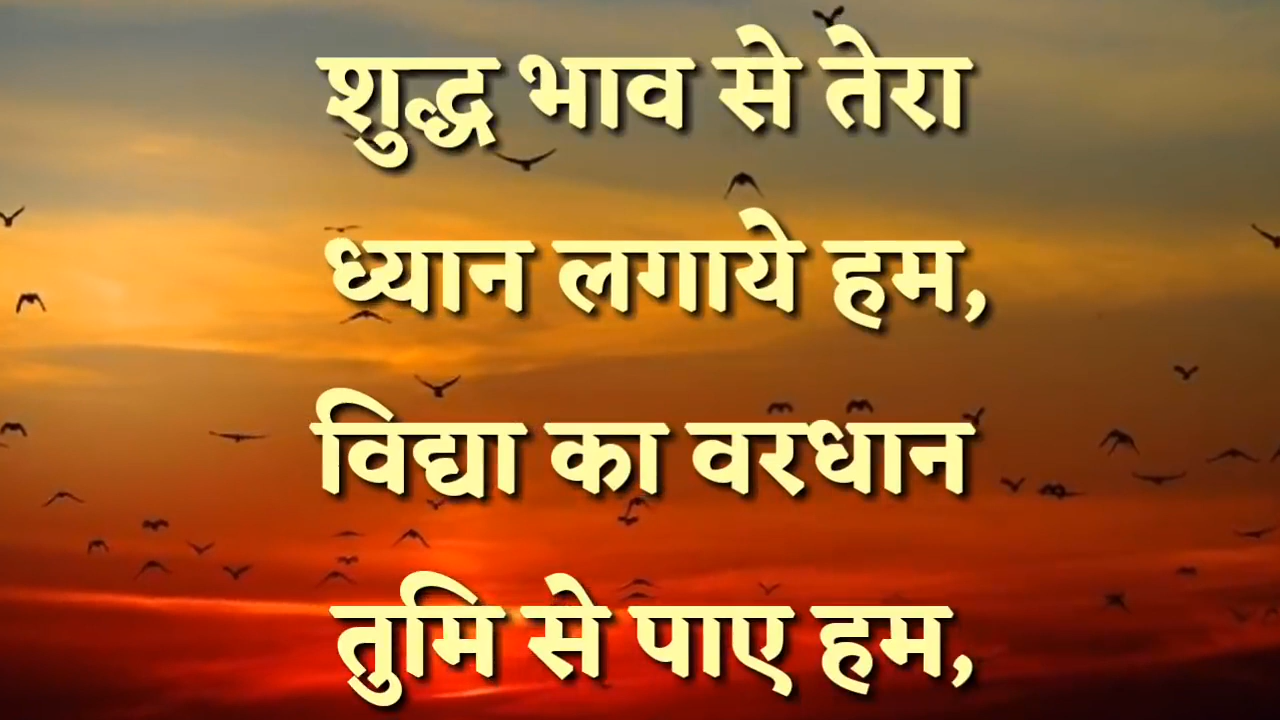 शुद्ध भाव से तेरा
ध्यान लगाये हम,
विद्या का वरधान
तुमि से पाए हम,